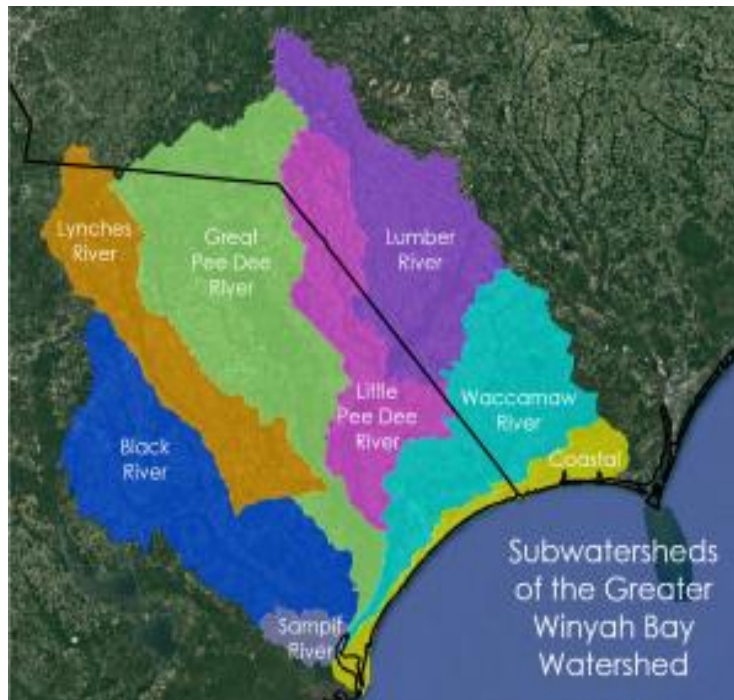 Lynches
River
Great
Pee Dee
River
Lumber
River
Little
Pee Dee
River
Waccamaw
River
Black
River
Coastal
Sampit
River
Subwatersheds
of the Greater
Winyah Bay
Watershed